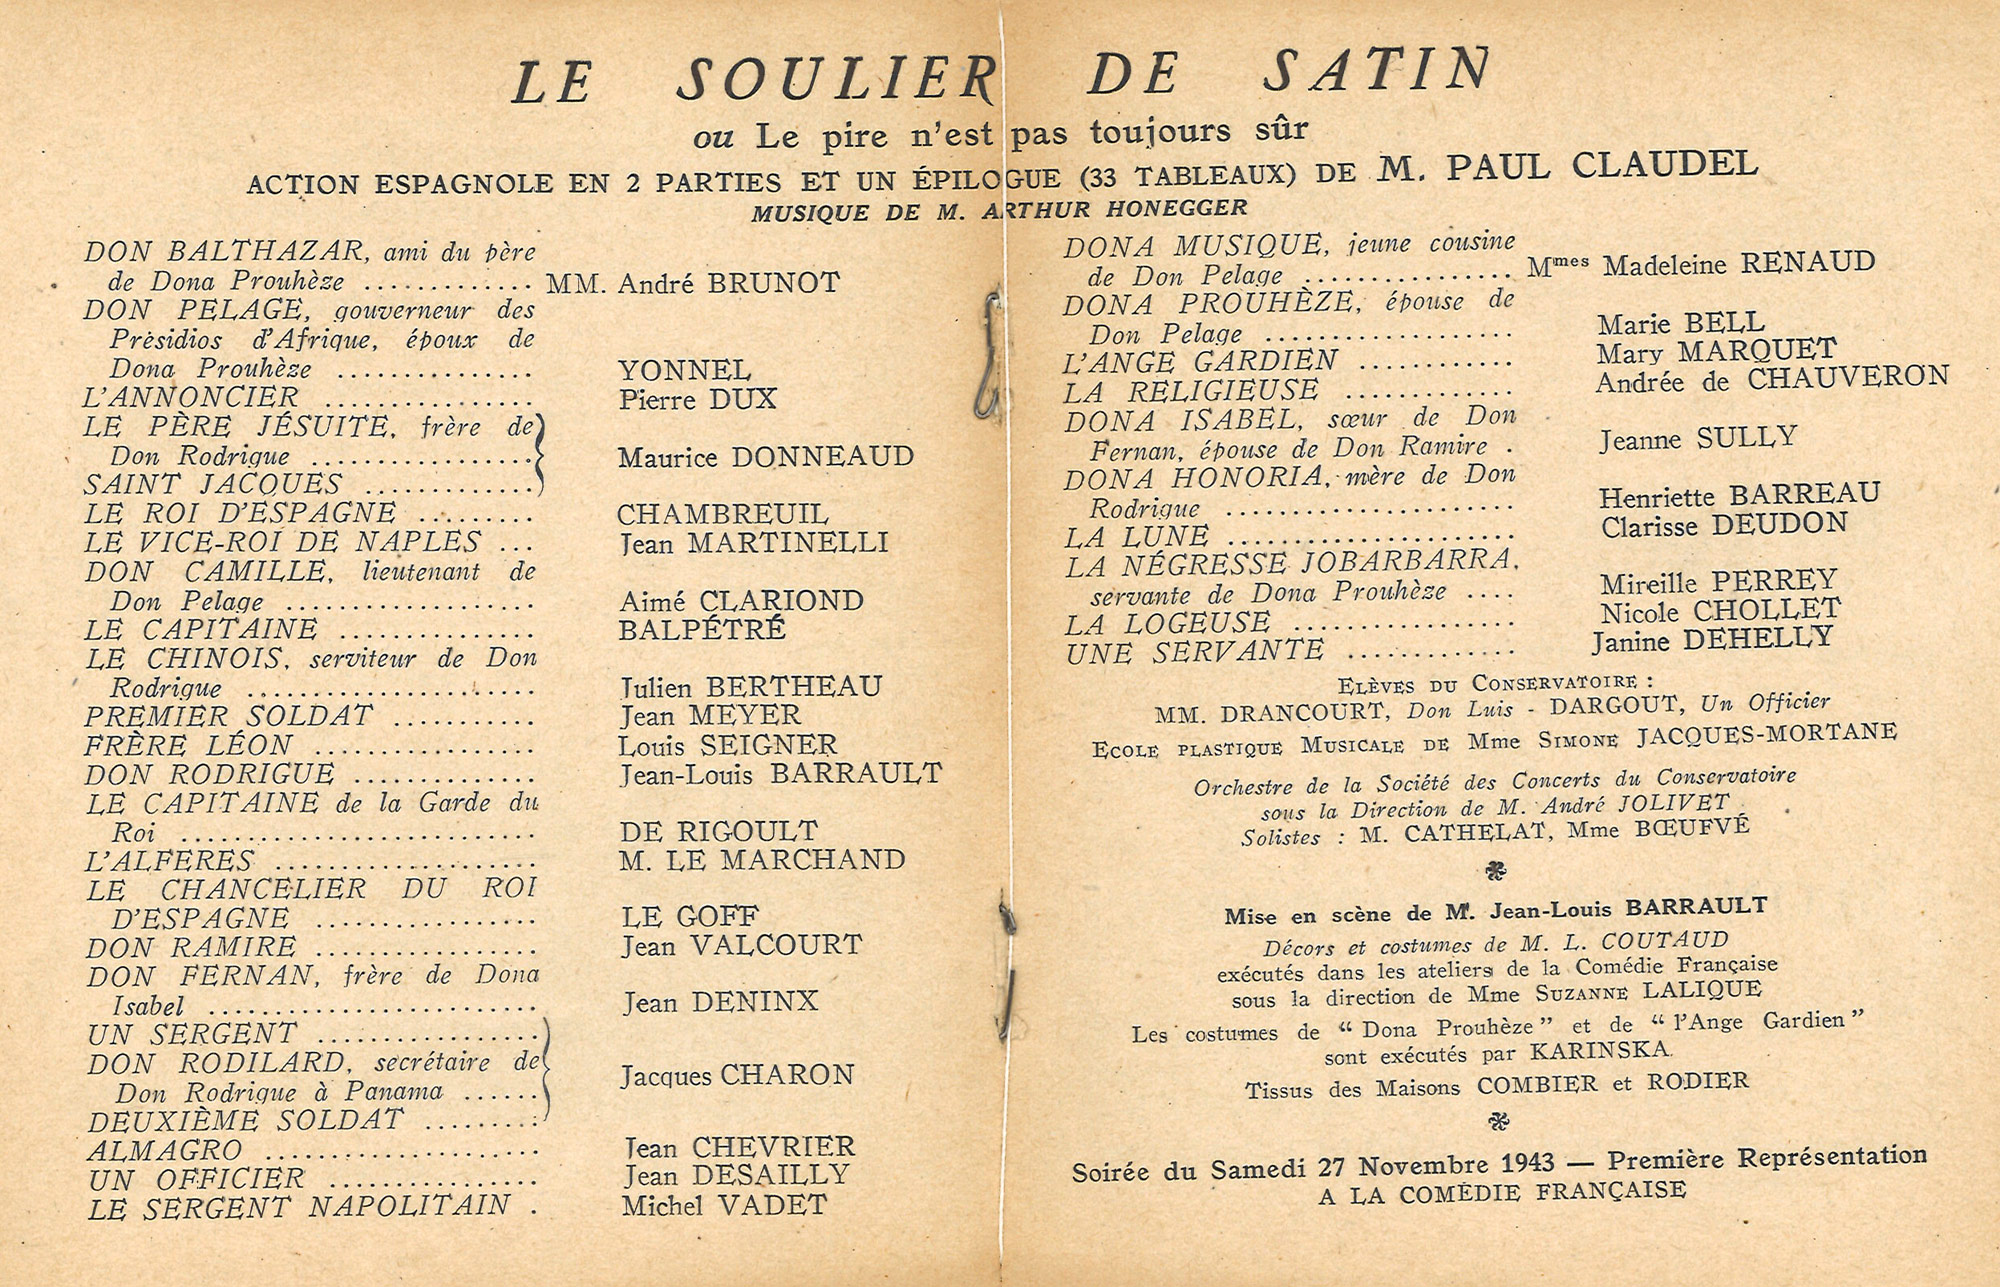 LE SOULIER DE SATIN
ou Le pire n'est pas toujours sûr
ACTION ESPAGNOLE EN 2 PARTIES ET UN ÉPILOGUE (33 TABLEAUX) DE M. PAUL CLAUDEL
MUSIQUE DE M. ARTHUR HONEGGER
DON BALTHAZAR, ami du père
de Dona Prouhèze ............. MM. André BRUNOT
DON PELAGE, gouverneur des
Présidios d'Afrique, époux de
Dona Prouhèze ............... YONNEL
L'ANNONCIER ................ Pierre DUX
LE PÈRE JÉSUITE, frère de
Don Rodrigue ................. Maurice DONNEAUD
SAINT JACQUES .............
LE ROI D'ESPAGNE ......... CHAMBREUIL
LE VICE-ROI DE NAPLES ... Jean MARTINELLI
DON CAMILLE, lieutenant de
Don Pelage ................... Aimé CLARIOND
LE CAPITAINE ............... BALPÉTRÉ
LE CHINOIS, serviteur de Don
Rodrigue ...................... Julien BERTHEAU
PREMIER SOLDAT ........... Jean MEYER
FRÈRE LÉON ................. Louis SEIGNER
DON RODRIGUE .............. Jean-Louis BARRAULT
LE CAPITAINE de la Garde du
Roi ........................... DE RIGOULT
L'ALFERES .................... M. LE MARCHAND
LE CHANCELIER DU ROI
D'ESPAGNE ................. LE GOFF
DON RAMIRE ................. Jean VALCOURT
DON FERNAN, frère de Dona
Isabel ......................... Jean DENINX
UN SERGENT .................
DON RODILARD, secrétaire de
Don Rodrigue à Panama ...... Jacques CHARON
DEUXIÈME SOLDAT .........
ALMAGRO ..................... Jean CHEVRIER
UN OFFICIER ................ Jean DESAILLY
LE SERGENT NAPOLITAIN . Michel VADET
DONA MUSIQUE, jeune cousine
de Don Pelage ................ Mmes Madeleine RENAUD
DONA PROUHÈZE, épouse de
Don Pelage ................... Marie BELL
L'ANGE GARDIEN ............ Mary MARQUET
LA RELIGIEUSE ............. Andrée de CHAUVERON
DONA ISABEL, sœur de Don
Fernan, épouse de Don Ramire . Jeanne SULLY
DONA HONORIA, mère de Don
Rodrigue ...................... Henriette BARREAU
LA LUNE ...................... Clarisse DEUDON
LA NÉGRESSE JOBARBARRA,
servante de Dona Prouhèze .... Mireille PERREY
LA LOGEUSE ................. Nicole CHOLLET
UNE SERVANTE ............. Janine DEHELLY
ELÈVES DU CONSERVATOIRE :
MM. DRANCOURT, Don Luis - DARGOUT, Un Officier
ECOLE PLASTIQUE MUSICALE DE Mme SIMONE JACQUES-MORTANE
Orchestre de la Société des Concerts du Conservatoire
sous la Direction de M. André JOLIVET
Solistes : M. CATHELAT, Mme BŒUFVÉ
Mise en scène de M. Jean-Louis BARRAULT
Décors et costumes de M. L. COUTAUD
exécutés dans les ateliers de la Comédie Française
sous la direction de Mme SUZANNE LALIQUE
Les costumes de “ Dona Prouhèze ” et de “ l'Ange Gardien ”
sont exécutés par KARINSKA.
Tissus des Maisons COMBIER et RODIER
Soirée du Samedi 27 Novembre 1943 — Première Représentation
A LA COMÉDIE FRANÇAISE